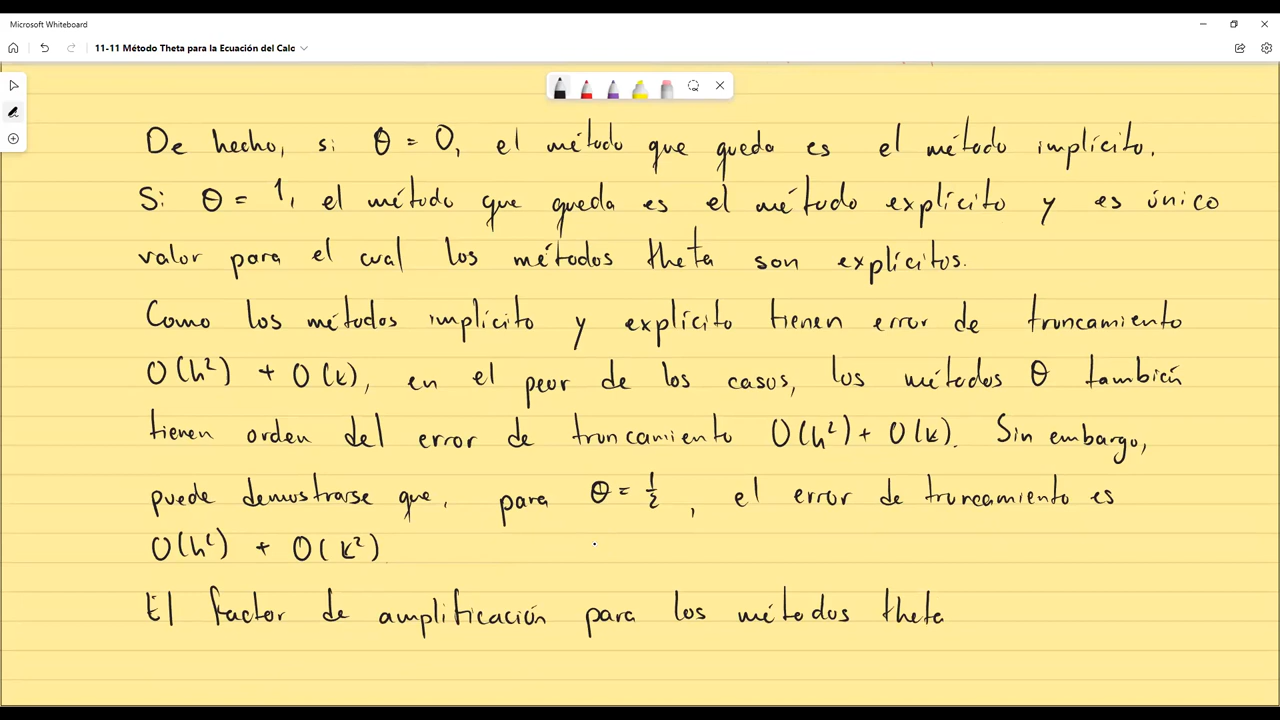 Microsoft Whiteboard
11-11 Método Theta para la Ecuación del Calc
De hecho, si θ = 0, el método que queda es el método implícito.
Si θ = 1, el método que queda es el método explícito y es único
valor para el cual los métodos theta son explícitos.
Como los métodos implícito y explícito tienen error de truncamiento
O(h²) + O(k), en el peor de los casos, los métodos θ también
tienen orden del error de truncamiento O(h²) + O(k). Sin embargo,
puede demostrarse que, para θ = 1/2, el error de truncamiento es
O(h²) + O(k²)
El factor de amplificación para los métodos theta